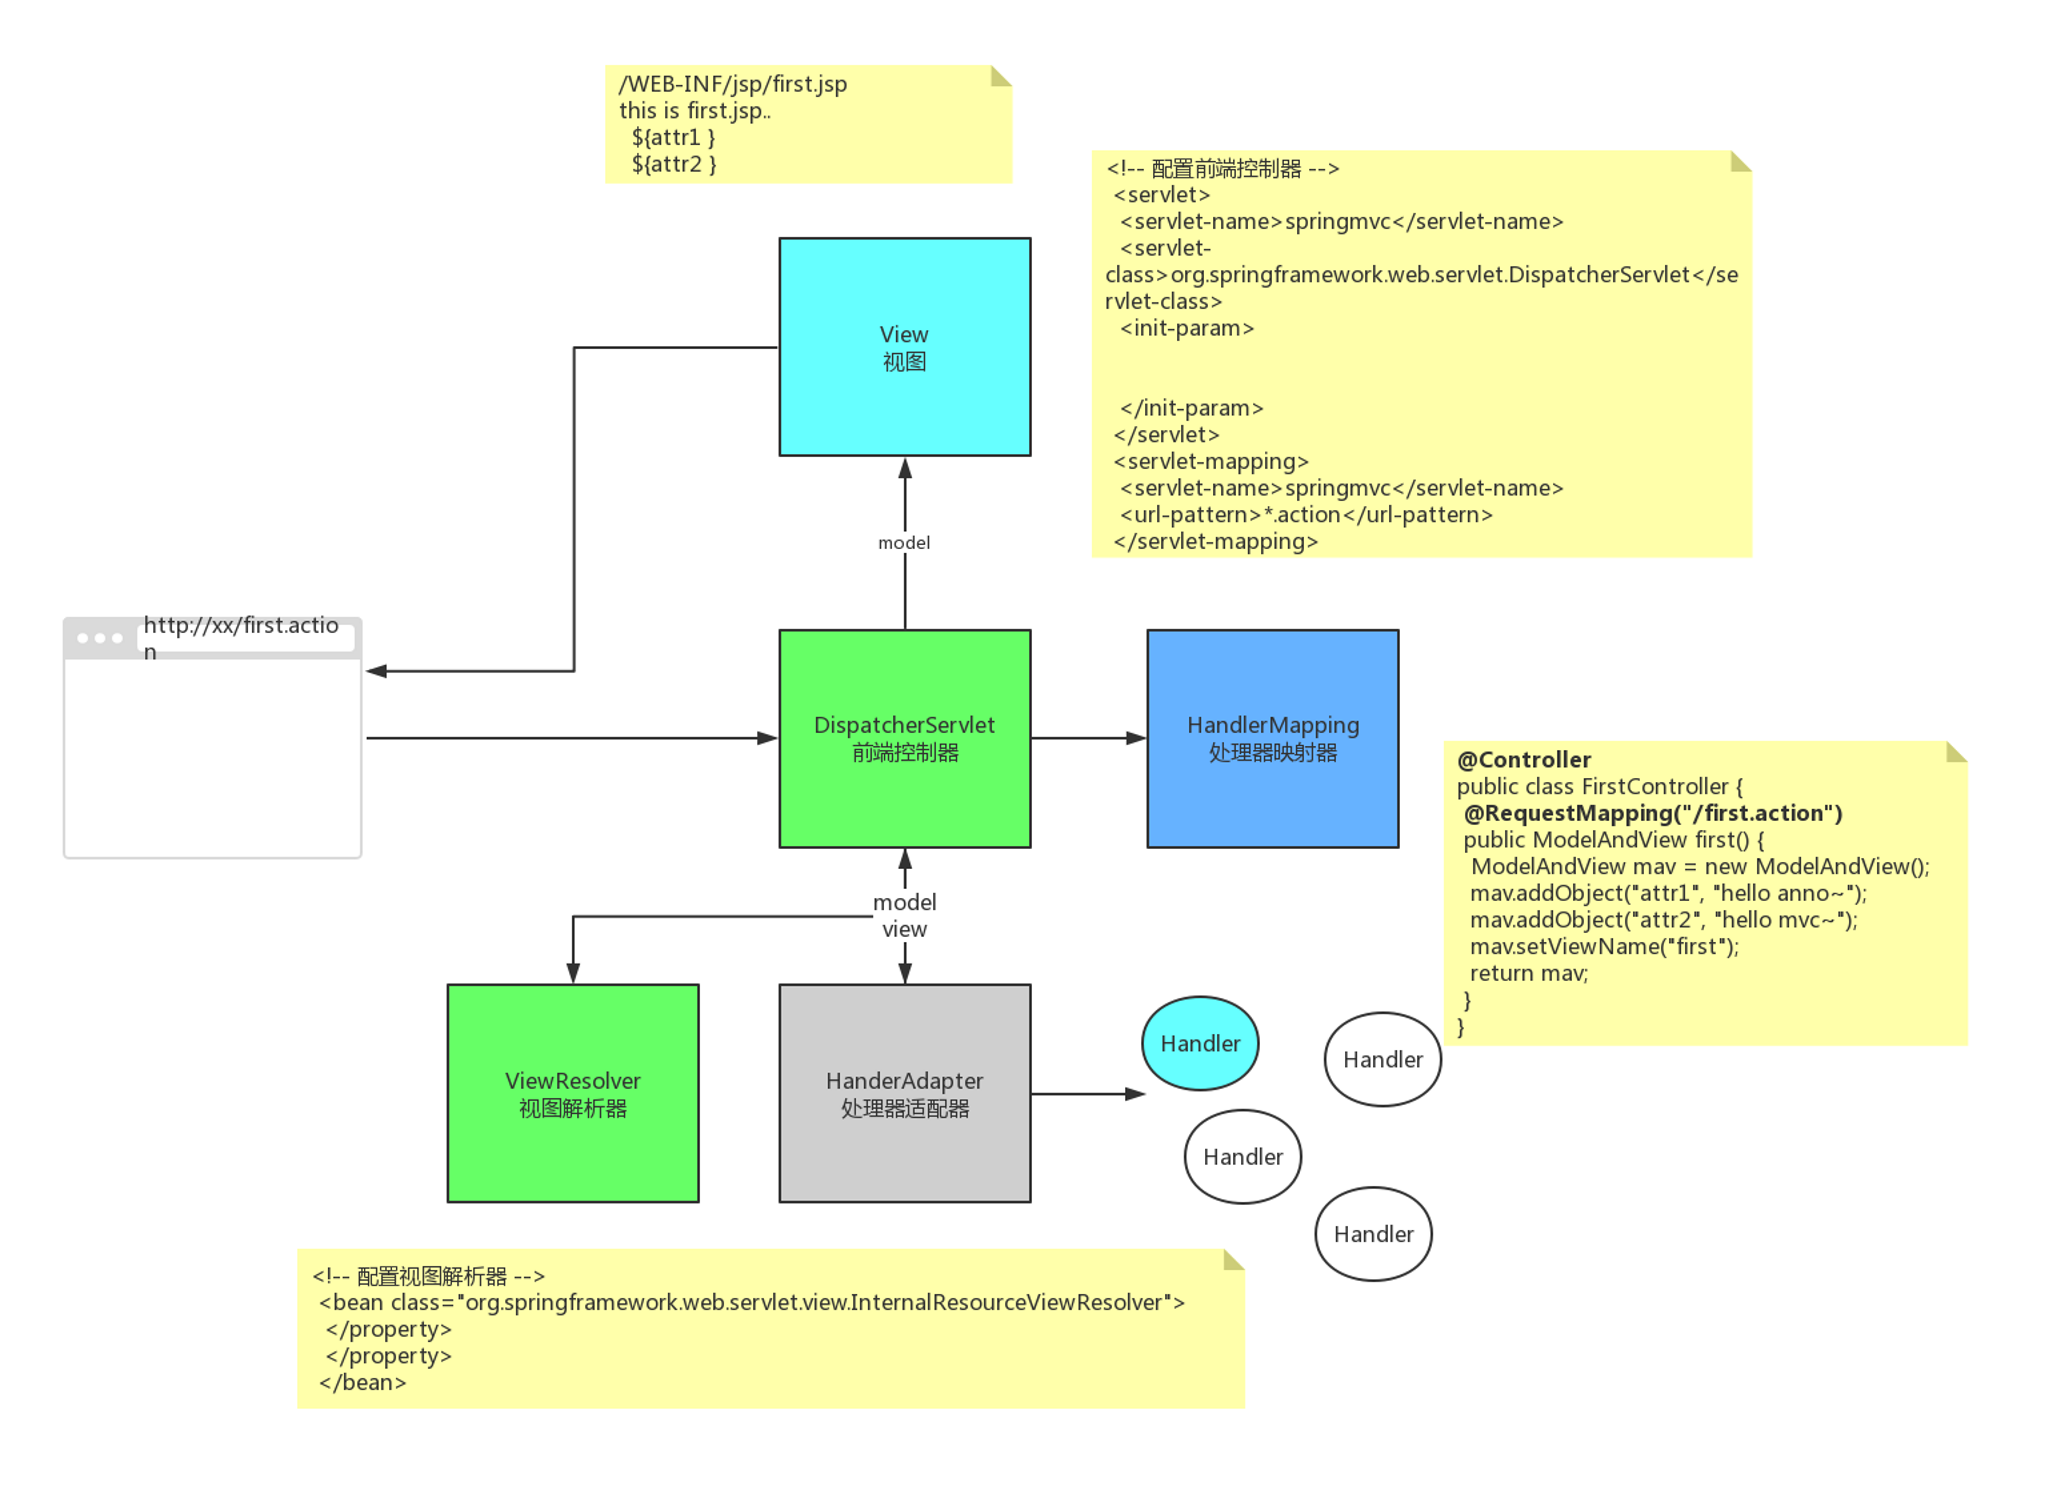 /WEB-INF/jsp/first.jsp
this is first.jsp..
${attr1 }
${attr2 }
<!-- 配置前端控制器 -->
<servlet>
<servlet-name>springmvc</servlet-name>
<servlet-
class>org.springframework.web.servlet.DispatcherServlet</se
rvlet-class>
<init-param>
</init-param>
</servlet>
<servlet-mapping>
<servlet-name>springmvc</servlet-name>
<url-pattern>*.action</url-pattern>
</servlet-mapping>
View
视图
model
http://xx/first.actio
n
DispatcherServlet
前端控制器
HandlerMapping
处理器映射器
@Controller
public class FirstController {
@RequestMapping("/first.action")
public ModelAndView first() {
ModelAndView mav = new ModelAndView();
mav.addObject("attr1", "hello anno~");
mav.addObject("attr2", "hello mvc~");
mav.setViewName("first");
return mav;
}
}
model
view
ViewResolver
视图解析器
HanderAdapter
处理器适配器
Handler
Handler
Handler
Handler
<!-- 配置视图解析器 -->
<bean class="org.springframework.web.servlet.view.InternalResourceViewResolver">
</property>
</property>
</bean>